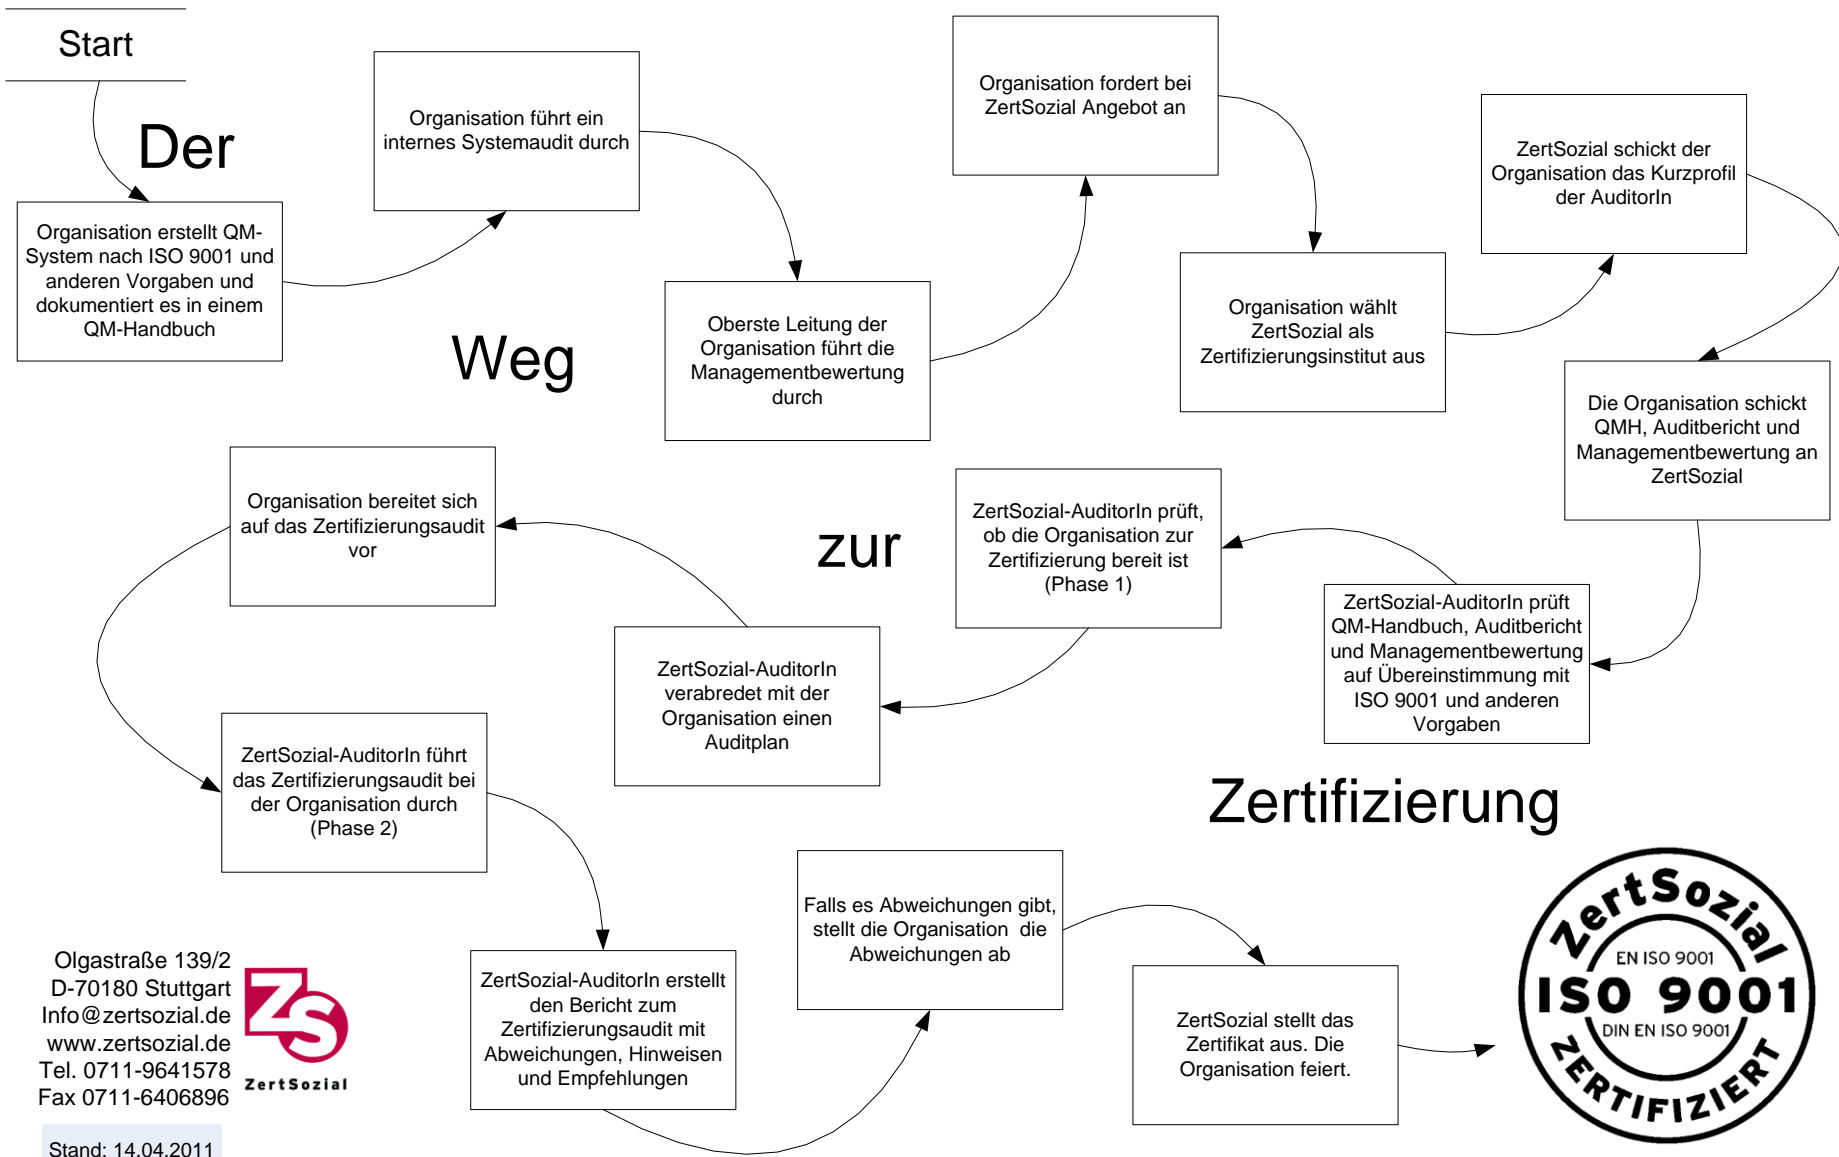 Start
Der
Organisation erstellt QM-
System nach ISO 9001 und
anderen Vorgaben und
dokumentiert es in einem
QM-Handbuch
Organisation führt ein
internes Systemaudit durch
Weg
Oberste Leitung der
Organisation führt die
Managementbewertung
durch
Organisation fordert bei
ZertSozial Angebot an
Organisation wählt
ZertSozial als
Zertifizierungsinstitut aus
ZertSozial schickt der
Organisation das Kurzprofil
der AuditorIn
Die Organisation schickt
QMH, Auditbericht und
Managementbewertung an
ZertSozial
ZertSozial-AuditorIn prüft
QM-Handbuch, Auditbericht
und Managementbewertung
auf Übereinstimmung mit
ISO 9001 und anderen
Vorgaben
ZertSozial-AuditorIn prüft,
ob die Organisation zur
Zertifizierung bereit ist
(Phase 1)
zur
ZertSozial-AuditorIn
verabredet mit der
Organisation einen
Auditplan
Organisation bereitet sich
auf das Zertifizierungsaudit
vor
ZertSozial-AuditorIn führt
das Zertifizierungsaudit bei
der Organisation durch
(Phase 2)
Zertifizierung
ZertSozial-AuditorIn erstellt
den Bericht zum
Zertifizierungsaudit mit
Abweichungen, Hinweisen
und Empfehlungen
Falls es Abweichungen gibt,
stellt die Organisation  die
Abweichungen ab
ZertSozial stellt das
Zertifikat aus. Die
Organisation feiert.
ZertSozial
EN ISO 9001
ISO 9001
DIN EN ISO 9001
ZERTIFIZIERT
Olgastraße 139/2
D-70180 Stuttgart
Info@zertsozial.de
www.zertsozial.de
Tel. 0711-9641578
Fax 0711-6406896
ZS
ZertSozial
Stand: 14.04.2011